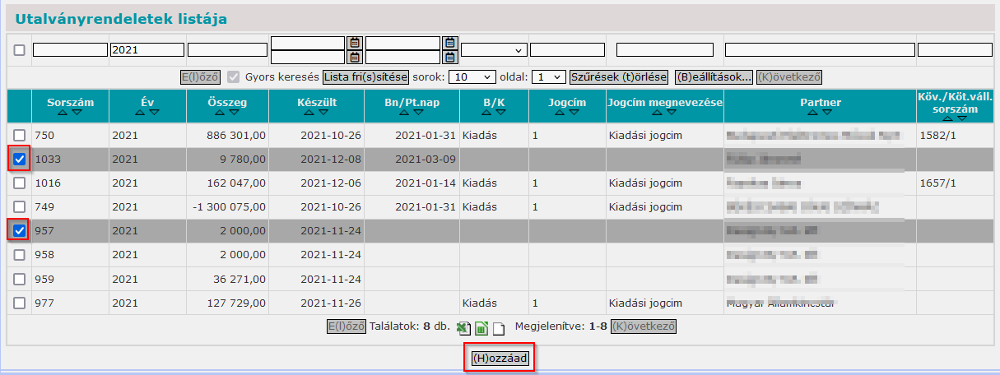 Utalványrendeletek listája
2021
E(l)őző Gyors keresés Lista fri(s)sítése sorok: 10 oldal: 1 Szűrések (t)örlése (B)eállítások... (K)övetkező
Sorszám Év Összeg Készült Bn/Pt.nap B/K Jogcím Jogcím megnevezése Partner Köv./Köt.váll. sorszám
750 2021 886 301,00 2021-10-26 2021-01-31 Kiadás 1 Kiadási jogcim 1582/1
1033 2021 9 780,00 2021-12-08 2021-03-09
1016 2021 162 047,00 2021-12-06 2021-01-14 Kiadás 1 Kiadási jogcim 1657/1
749 2021 -1 300 075,00 2021-10-26 2021-01-31 Kiadás 1 Kiadási jogcim
957 2021 2 000,00 2021-11-24
958 2021 2 000,00 2021-11-24
959 2021 36 271,00 2021-11-24
977 2021 127 729,00 2021-11-26 Kiadás 1 Kiadási jogcim Magyar Államkincstár
E(l)őző Találatok: 8 db. Megjelenítve: 1-8 (K)övetkező
(H)ozzáad